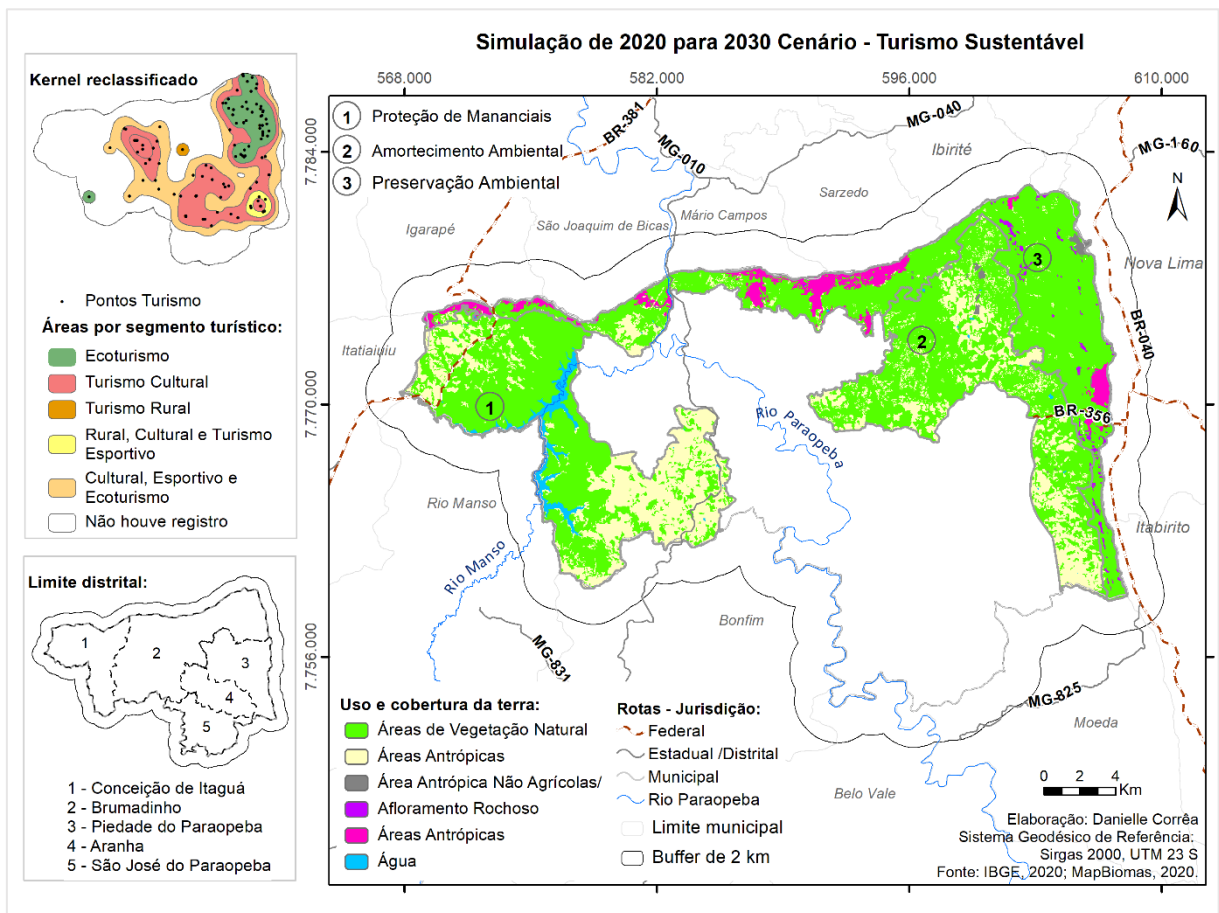 Simulação de 2020 para 2030 Cenário - Turismo Sustentável
Kernel reclassificado
Pontos Turismo
Áreas por segmento turístico:
Ecoturismo
Turismo Cultural
Turismo Rural
Rural, Cultural e Turismo
Esportivo
Cultural, Esportivo e
Ecoturismo
Não houve registro
Limite distrital:
1
2
3
4
5
1 - Conceição de Itaguá
2 - Brumadinho
3 - Piedade do Paraopeba
4 - Aranha
5 - São José do Paraopeba
568.000
582.000
596.000
610.000
7.784.000
7.770.000
7.756.000
1 Proteção de Mananciais
2 Amortecimento Ambiental
3 Preservação Ambiental
BR-381
MG-010
MG-040
MG-160
Ibirité
Sarzedo
Mário Campos
São Joaquim de Bicas
Igarapé
N
Nova Lima
3
BR-040
2
Itatiaiuiu
1
BR-356
Rio Paraopeba
Rio Manso
Itabirito
Rio Manso
Bonfim
MG-831
MG-825
Moeda
Belo Vale
Uso e cobertura da terra:
Áreas de Vegetação Natural
Áreas Antrópicas
Área Antrópica Não Agrícolas/
Afloramento Rochoso
Áreas Antrópicas
Água
Rotas - Jurisdição:
Federal
Estadual /Distrital
Municipal
Rio Paraopeba
Limite municipal
Buffer de 2 km
0 2 4
Km
Elaboração: Danielle Corrêa
Sistema Geodésico de Referência:
Sirgas 2000, UTM 23 S
Fonte: IBGE, 2020; MapBiomas, 2020.